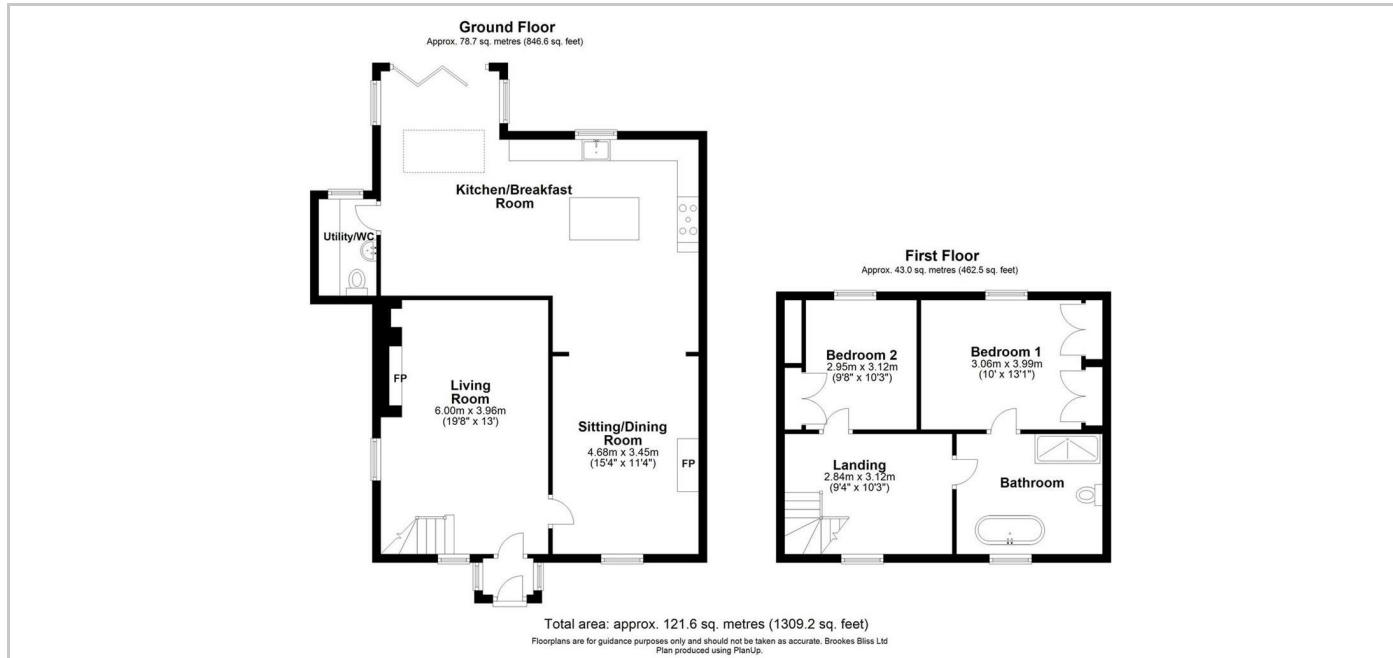 Ground Floor
Approx. 78.7 sq. metres (846.6 sq. feet)
Kitchen/Breakfast
Room
Utility/WC
FP
Living
Room
6.00m x 3.96m
(19'8" x 13')
Sitting/Dining
Room
4.68m x 3.45m
(15'4" x 11'4")
FP
First Floor
Approx. 43.0 sq. metres (462.5 sq. feet)
Bedroom 2
2.95m x 3.12m
(9'8" x 10'3")
Bedroom 1
3.06m x 3.99m
(10' x 13'1")
Landing
2.84m x 3.12m
(9'4" x 10'3")
Bathroom
Total area: approx. 121.6 sq. metres (1309.2 sq. feet)
Floorplans are for guidance purposes only and should not be taken as accurate. Brookes Bliss Ltd
Plan produced using PlanUp.